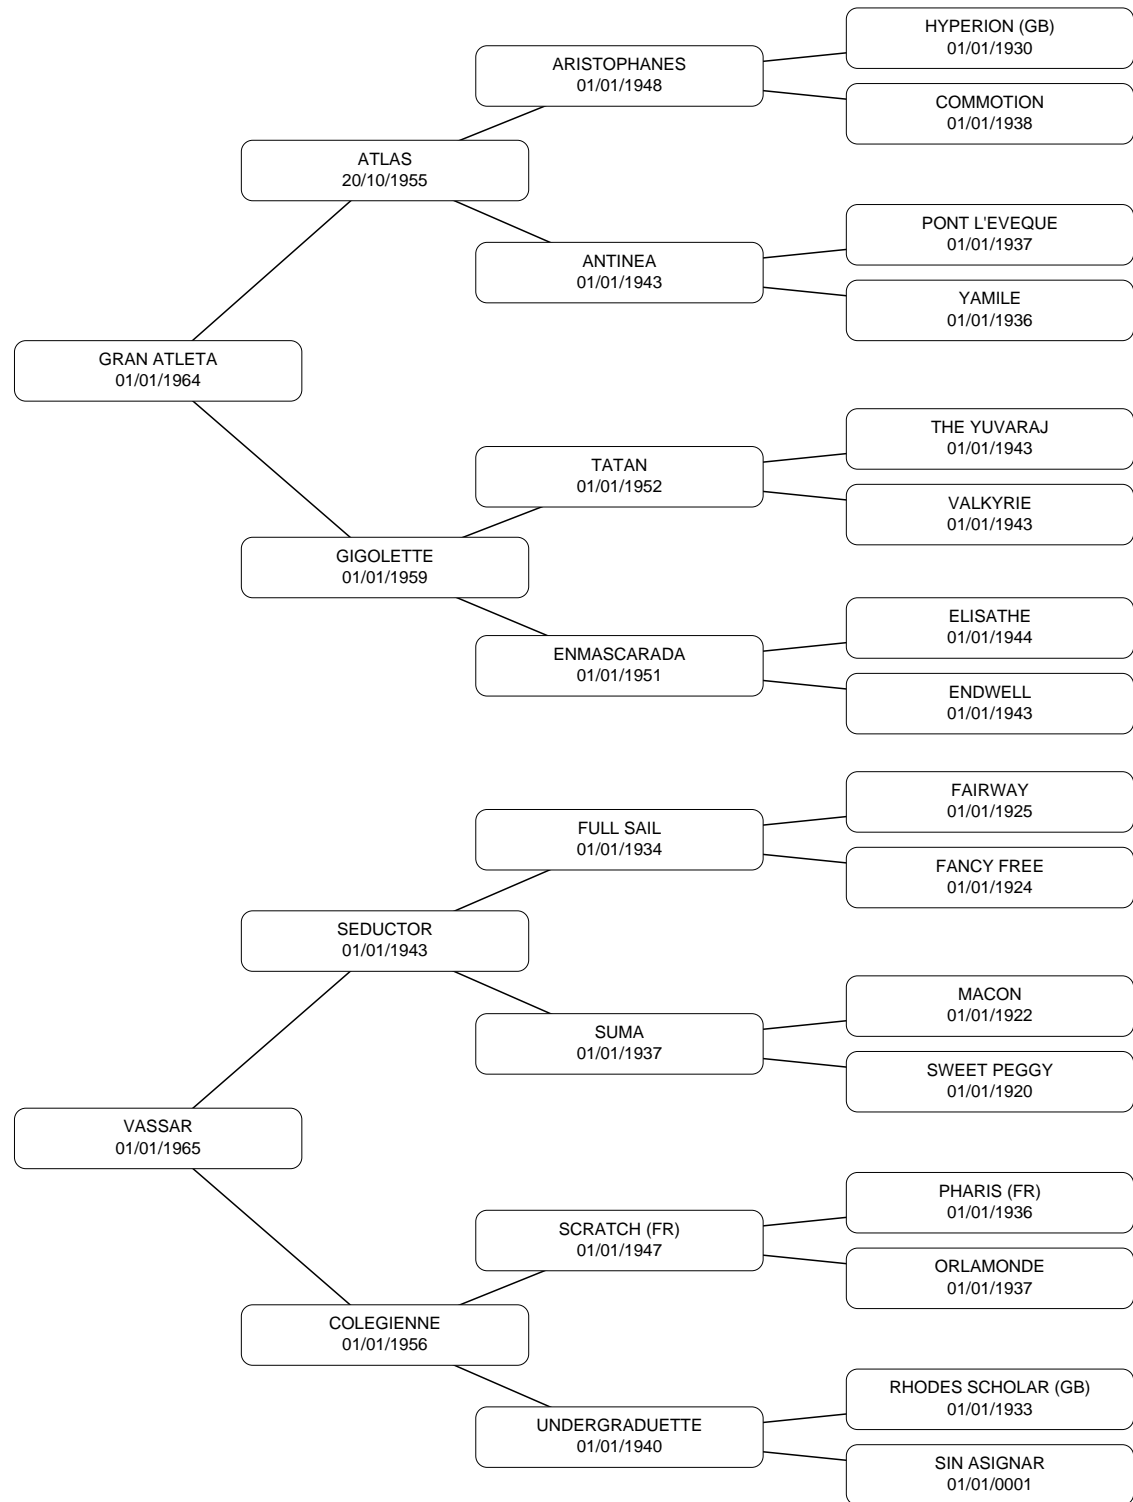 HYPERION (GB)
01/01/1930
ARISTOPHANES
01/01/1948
COMMOTION
01/01/1938
ATLAS
20/10/1955
PONT L'EVEQUE
01/01/1937
ANTINEA
01/01/1943
YAMILE
01/01/1936
GRAN ATLETA
01/01/1964
THE YUVARAJ
01/01/1943
TATAN
01/01/1952
VALKYRIE
01/01/1943
GIGOLETTE
01/01/1959
ELISATHE
01/01/1944
ENMASCARADA
01/01/1951
ENDWELL
01/01/1943
FAIRWAY
01/01/1925
FULL SAIL
01/01/1934
FANCY FREE
01/01/1924
SEDUCTOR
01/01/1943
MACON
01/01/1922
SUMA
01/01/1937
SWEET PEGGY
01/01/1920
VASSAR
01/01/1965
PHARIS (FR)
01/01/1936
SCRATCH (FR)
01/01/1947
ORLAMONDE
01/01/1937
COLEGIENNE
01/01/1956
RHODES SCHOLAR (GB)
01/01/1933
UNDERGRADUETTE
01/01/1940
SIN ASIGNAR
01/01/0001